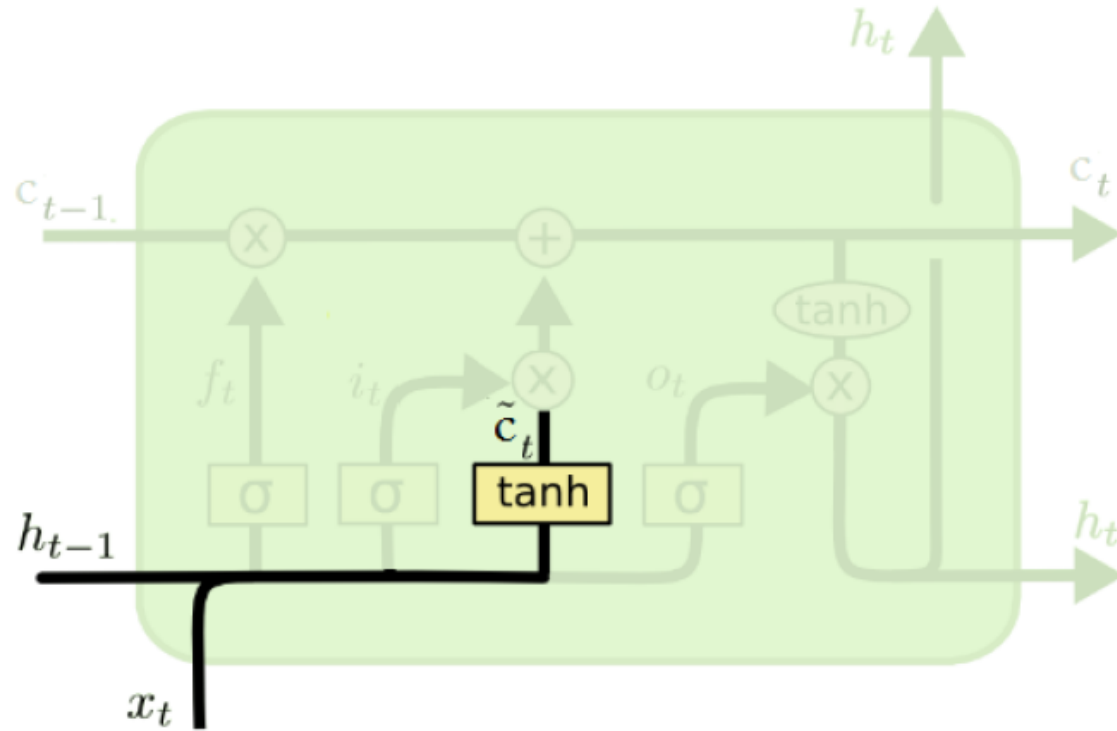 h_t
c_{t-1}
c_t
x
+
tanh
f_t
i_t
x
o_t
x
c̃_t
σ
σ
tanh
σ
h_{t-1}
h_t
x_t